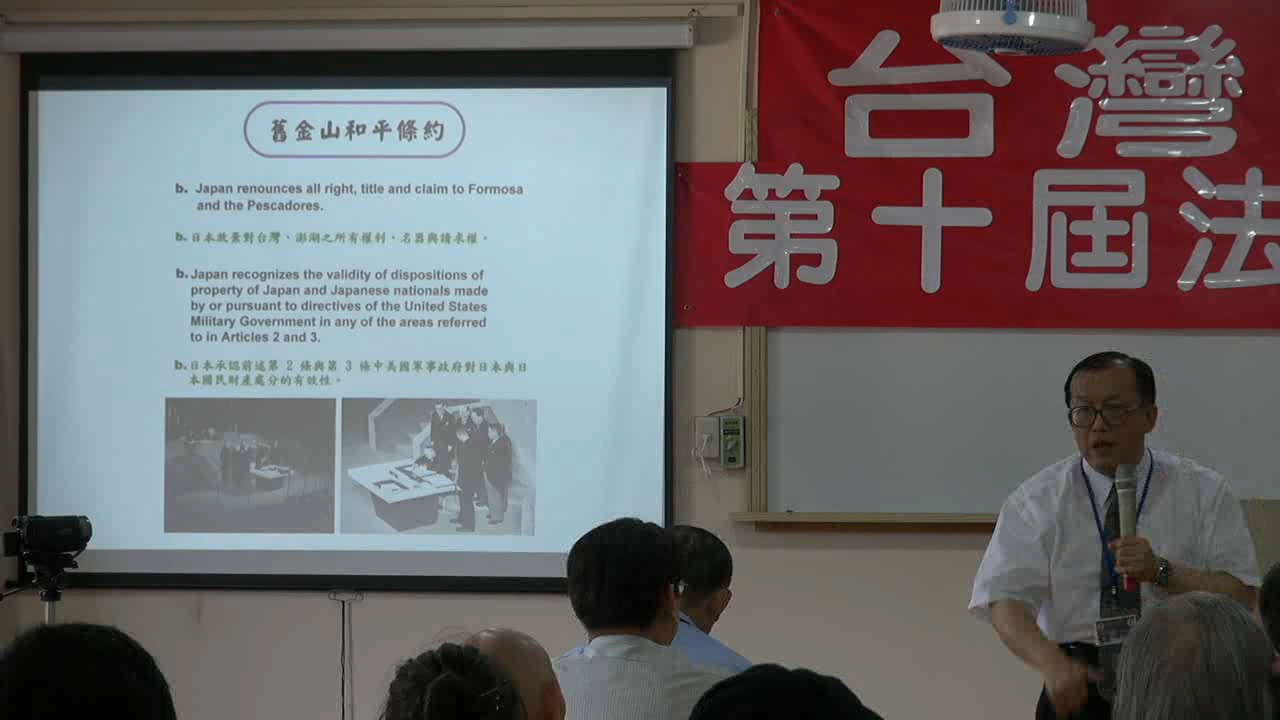 舊金山和平條約
b. Japan renounces all right, title and claim to Formosa
and the Pescadores.
b. 日本放棄對台灣、澎湖之所有權利、名器與請求權。
b. Japan recognizes the validity of dispositions of
property of Japan and Japanese nationals made
by or pursuant to directives of the United States
Military Government in any of the areas referred
to in Articles 2 and 3.
b. 日本承認前述第 2 條與第 3 條中美國軍事政府對日本與日
本國民財產處分的有效性。
台灣
第十屆法